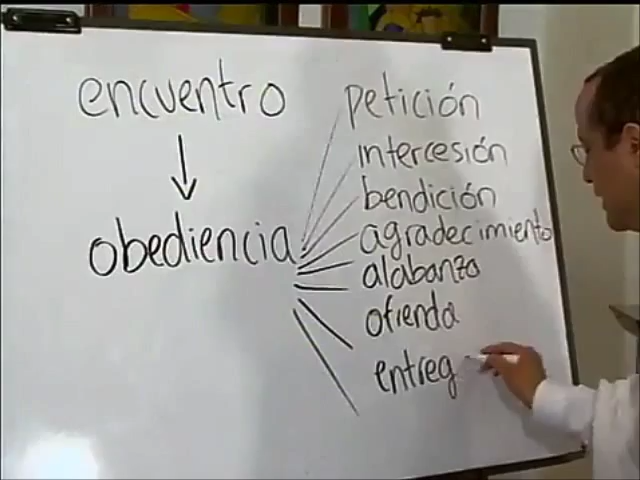 encuentro
obediencia
petición
intercesión
bendición
agradecimiento
alabanza
ofrenda
entreg